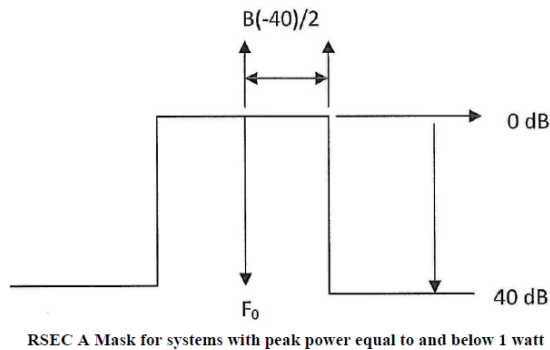 B(-40)/2
0 dB
40 dB
F₀
RSEC A Mask for systems with peak power equal to and below 1 watt